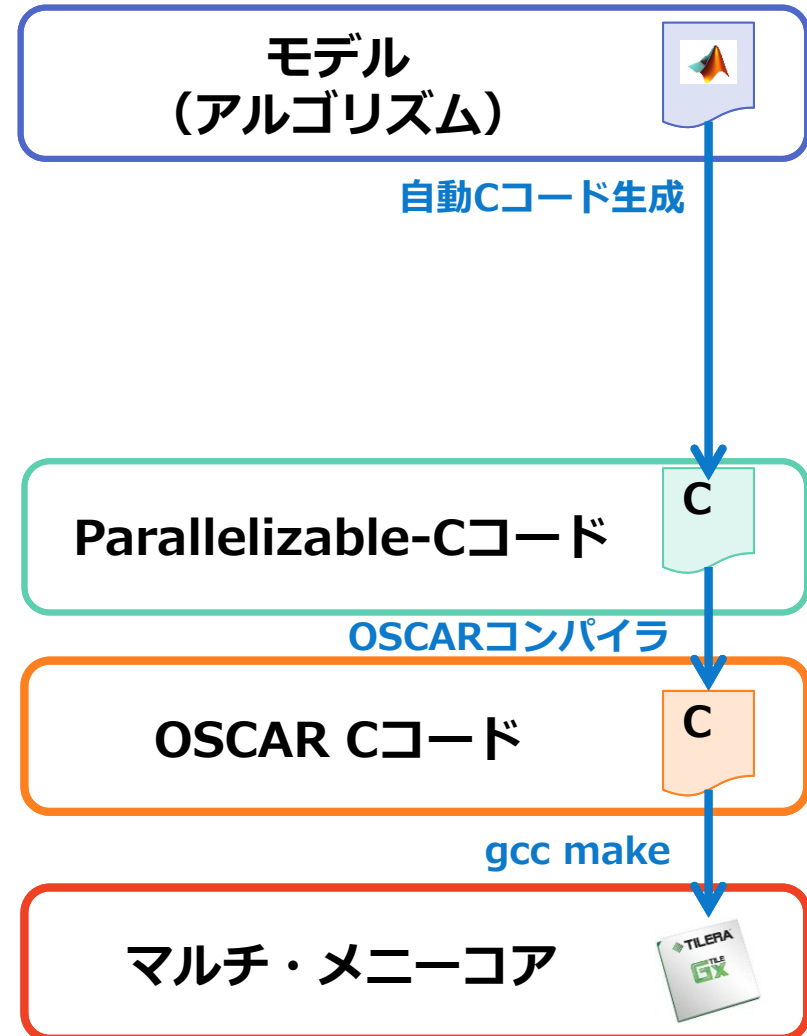 モデル
（アルゴリズム）
自動Cコード生成
Parallelizable-Cコード
C
OSCARコンパイラ
OSCAR Cコード
C
gcc make
マルチ・メニーコア
TILERA
TILE
Gx